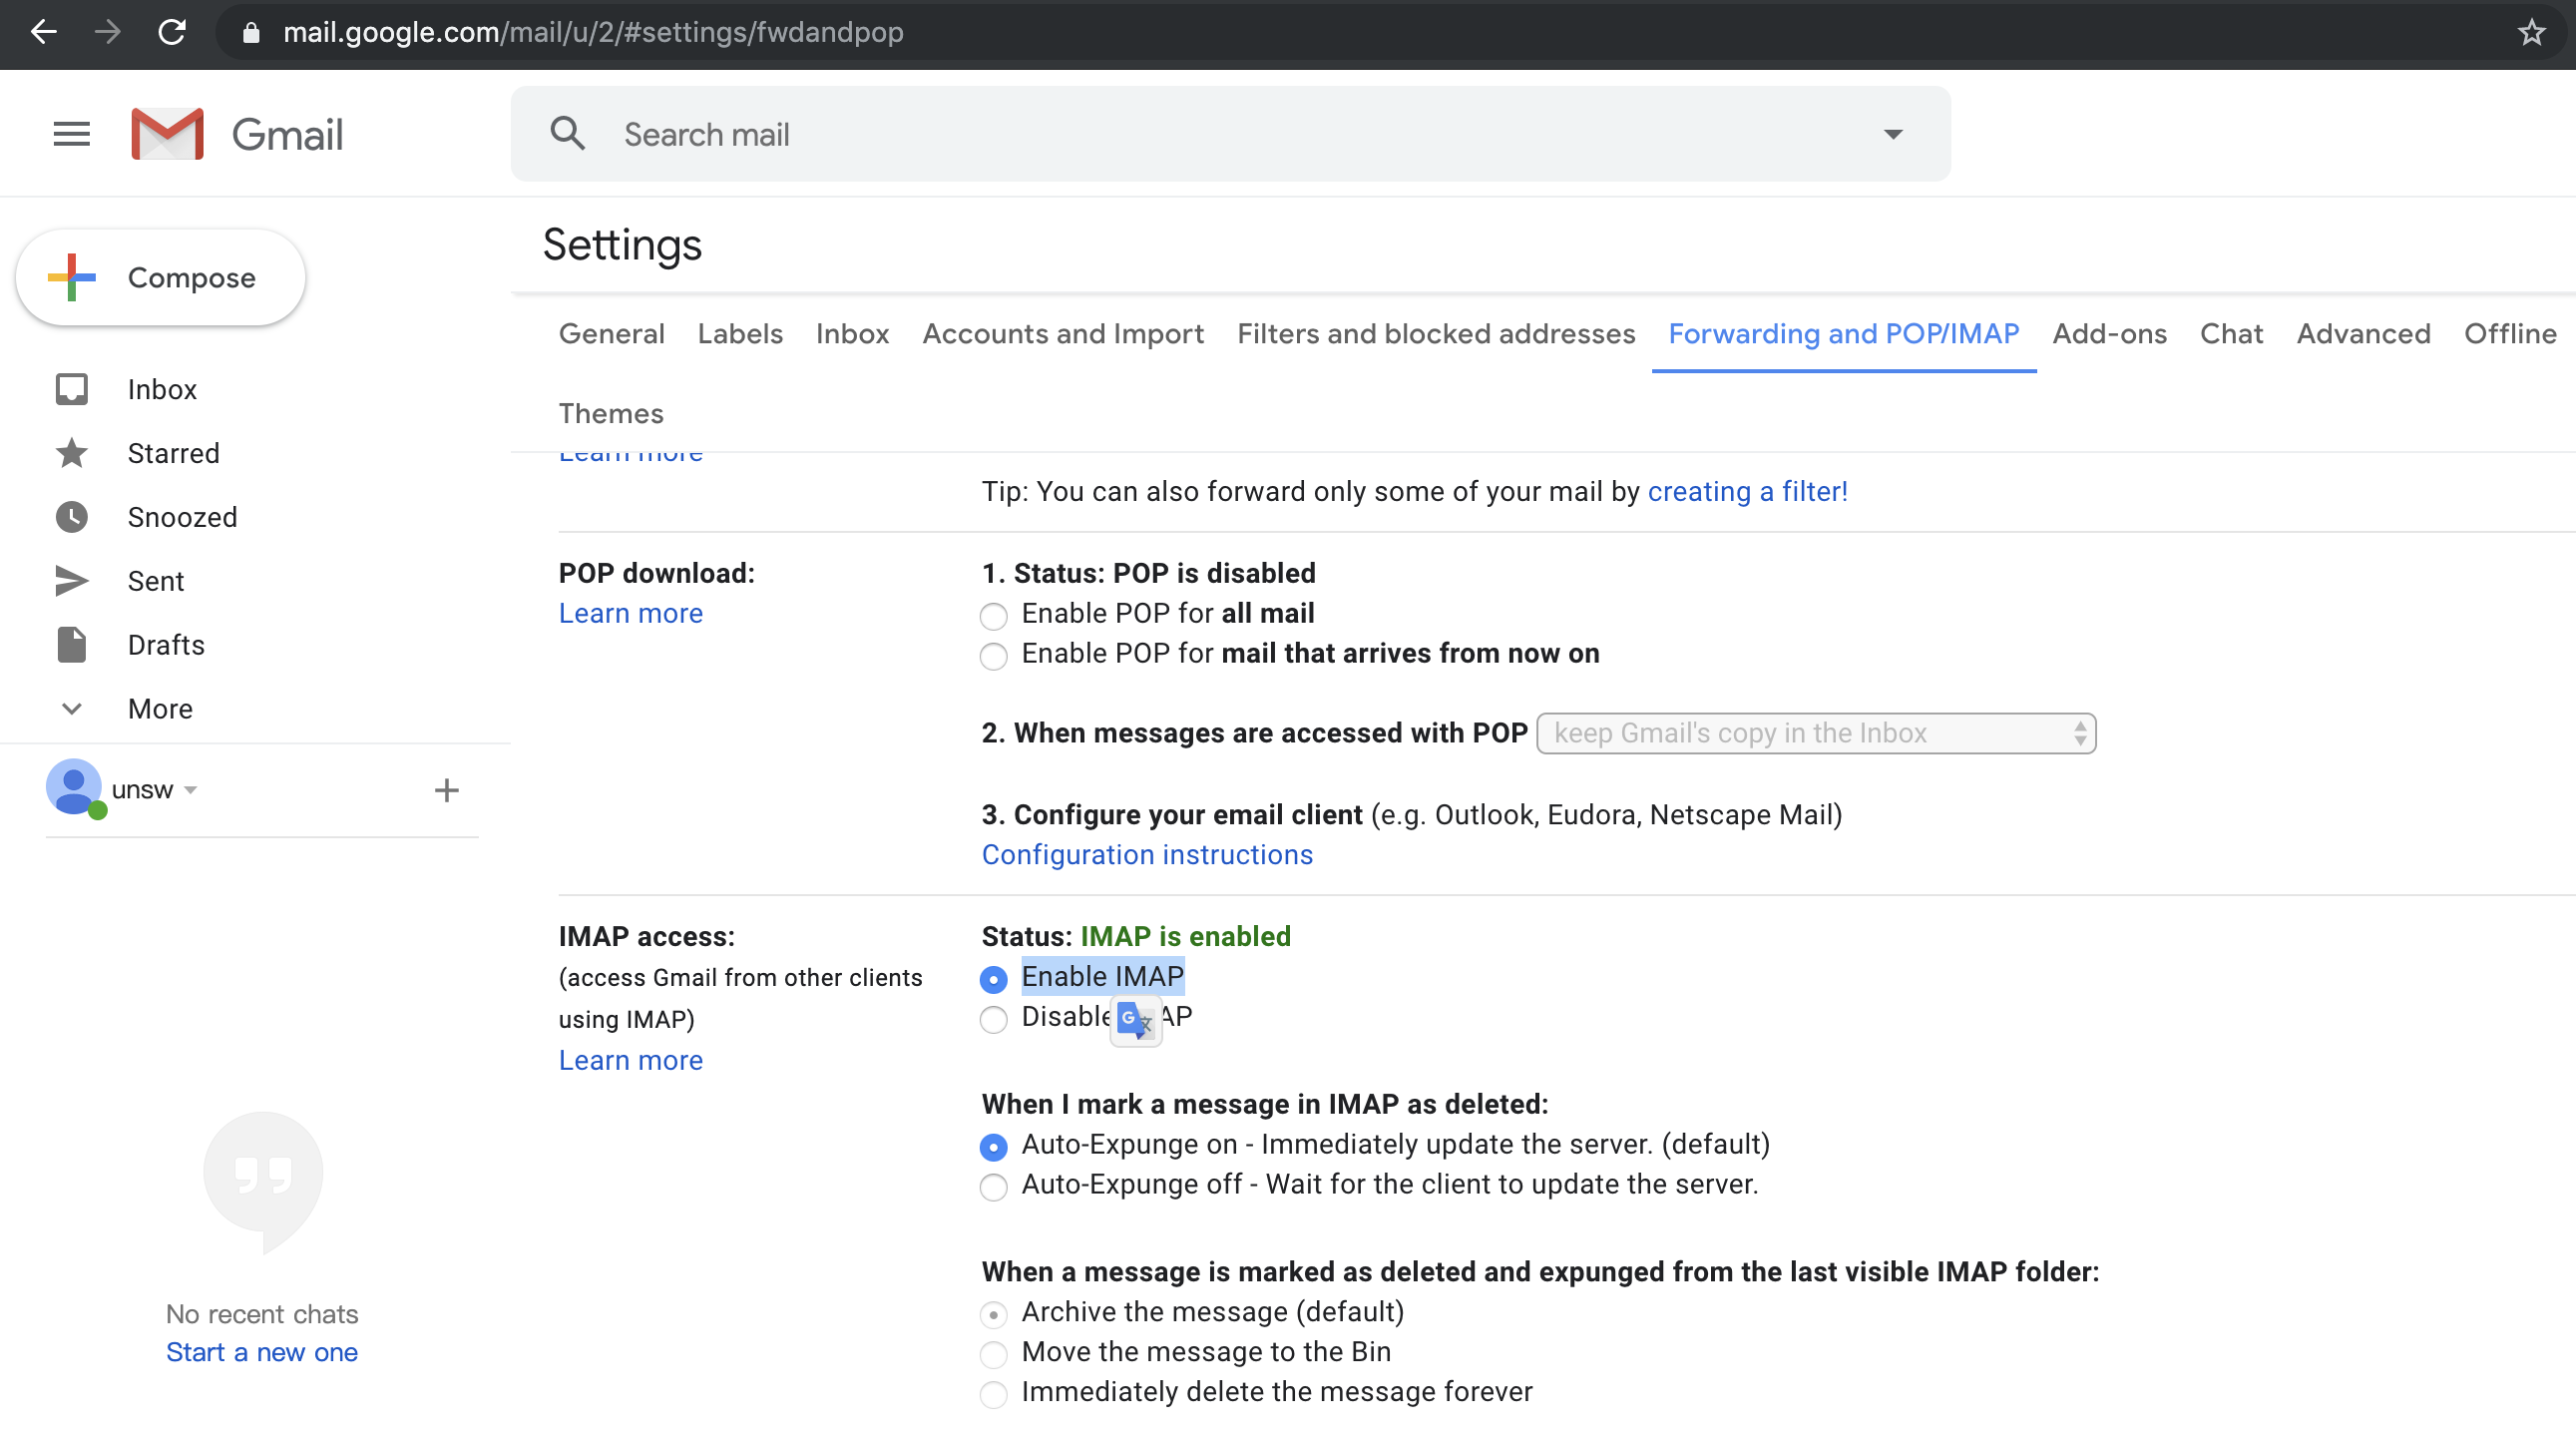 mail.google.com/mail/u/2/#settings/fwdandpop
Gmail
Search mail
Compose
Inbox
Starred
Snoozed
Sent
Drafts
More
unsw
No recent chats
Start a new one
Settings
General Labels Inbox Accounts and Import Filters and blocked addresses Forwarding and POP/IMAP Add-ons Chat Advanced Offline
Themes
Learn more
Tip: You can also forward only some of your mail by creating a filter!
POP download:
Learn more
1. Status: POP is disabled
Enable POP for all mail
Enable POP for mail that arrives from now on
2. When messages are accessed with POP keep Gmail's copy in the Inbox
3. Configure your email client (e.g. Outlook, Eudora, Netscape Mail)
Configuration instructions
IMAP access:
(access Gmail from other clients
using IMAP)
Learn more
Status: IMAP is enabled
Enable IMAP
Disable AP
When I mark a message in IMAP as deleted:
Auto-Expunge on - Immediately update the server. (default)
Auto-Expunge off - Wait for the client to update the server.
When a message is marked as deleted and expunged from the last visible IMAP folder:
Archive the message (default)
Move the message to the Bin
Immediately delete the message forever